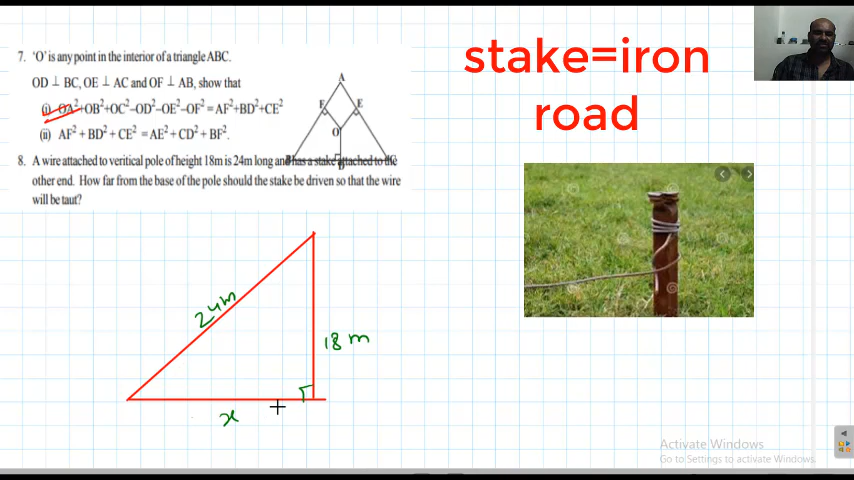 7. 'O' is any point in the interior of a triangle ABC.
OD ⊥ BC, OE ⊥ AC and OF ⊥ AB, show that
(i) OA²+OB²+OC²–OD²–OE²–OF² = AF²+BD²+CE²
(ii) AF² + BD² + CE² = AE² + CD² + BF².
A
F
E
O
B
D
C
8. A wire attached to veritical pole of height 18m is 24m long and has a stake attached to the
other end. How far from the base of the pole should the stake be driven so that the wire
will be taut?
stake=iron
road
24m
18 m
x
Activate Windows
Go to Settings to activate Windows.